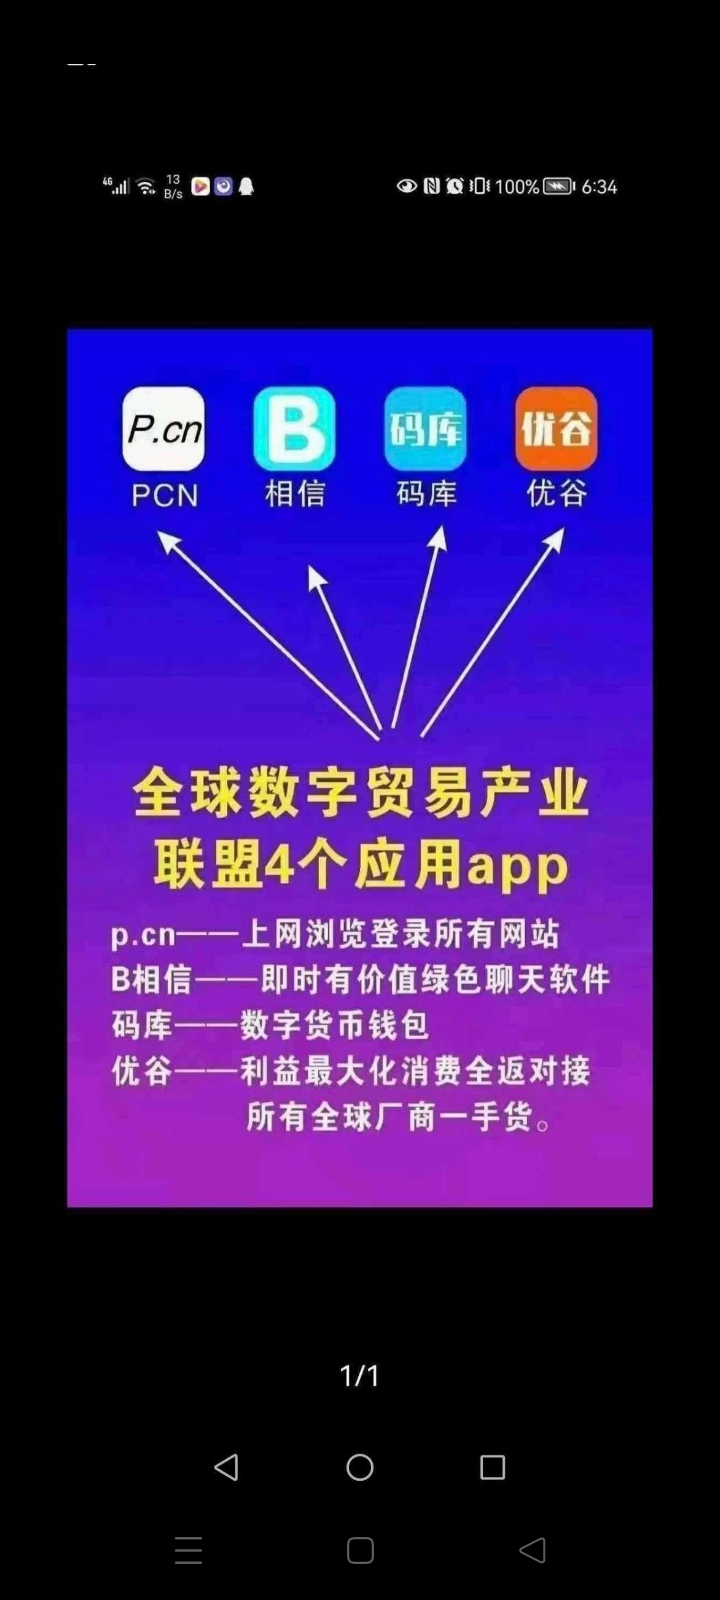 4G 13 B/s 100% 6:34
P.cn B 码库 优谷
PCN 相信 码库 优谷
全球数字贸易产业
联盟4个应用app
p.cn——上网浏览登录所有网站
B相信——即时有价值绿色聊天软件
码库——数字货币钱包
优谷——利益最大化消费全返对接
所有全球厂商一手货。
1/1